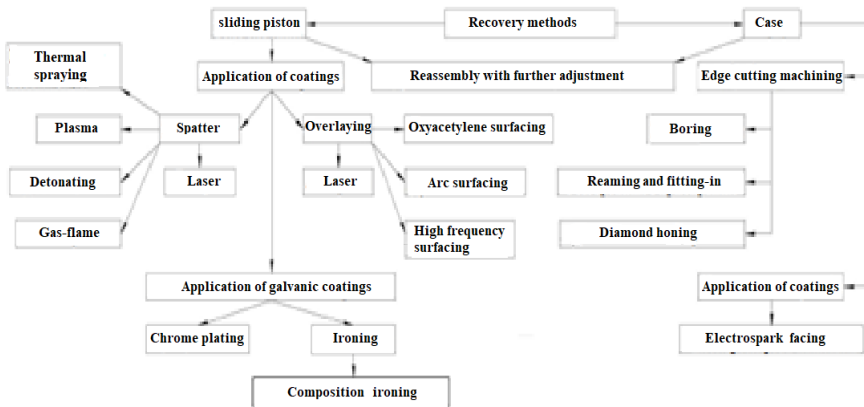 sliding piston
Recovery methods
Case
Thermal
spraying
Application of coatings
Reassembly with further adjustment
Edge cutting machining
Plasma
Spatter
Overlaying
Oxyacetylene surfacing
Boring
Detonating
Laser
Laser
Arc surfacing
Reaming and fitting-in
Gas-flame
High frequency
surfacing
Diamond honing
Application of galvanic coatings
Application of coatings
Chrome plating
Ironing
Electrospark facing
Composition ironing